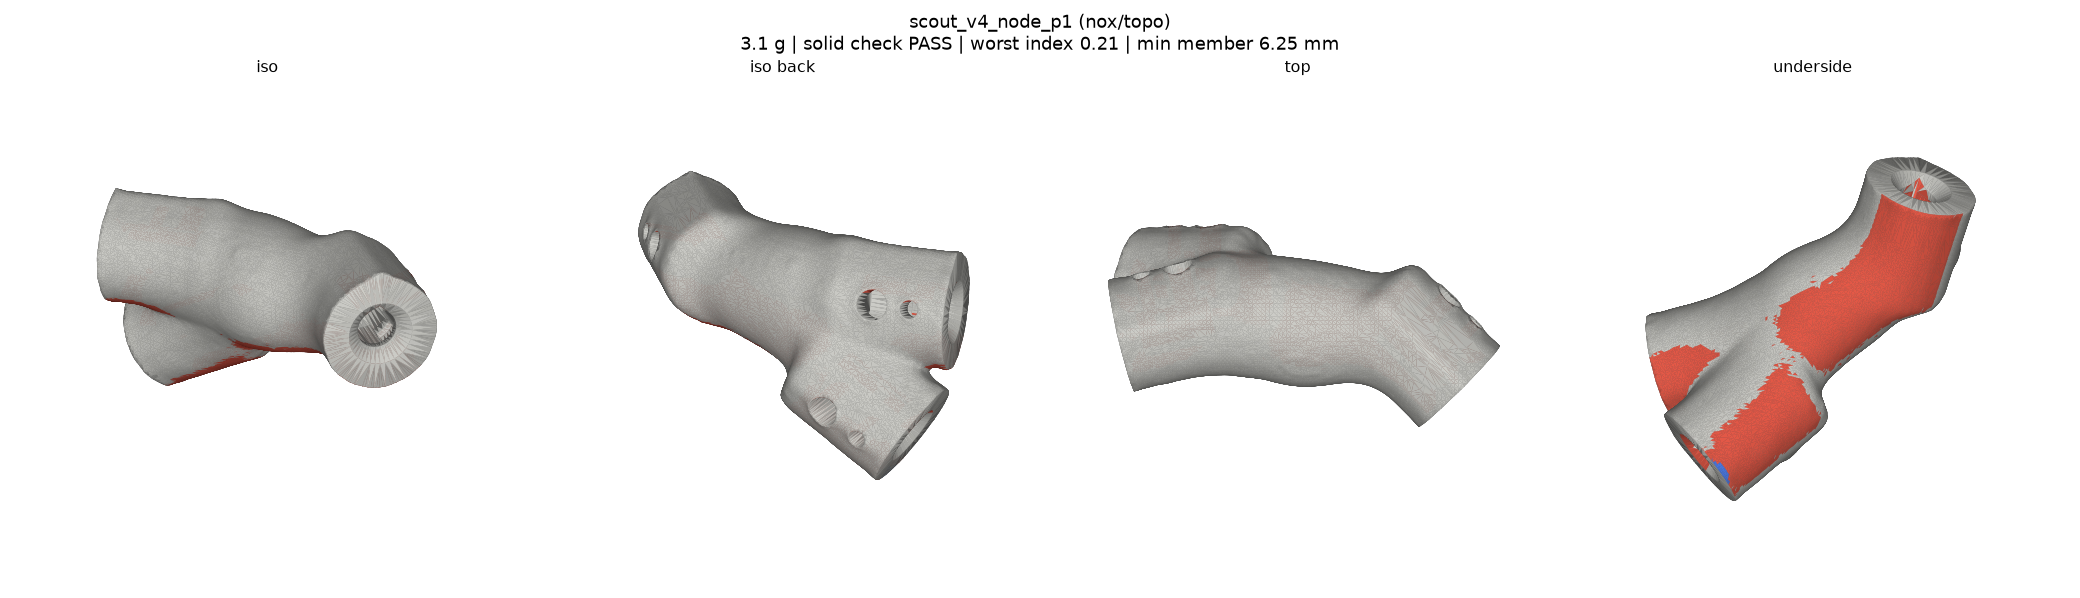 scout_v4_node_p1 (nox/topo)
3.1 g | solid check PASS | worst index 0.21 | min member 6.25 mm
iso
iso back
top
underside